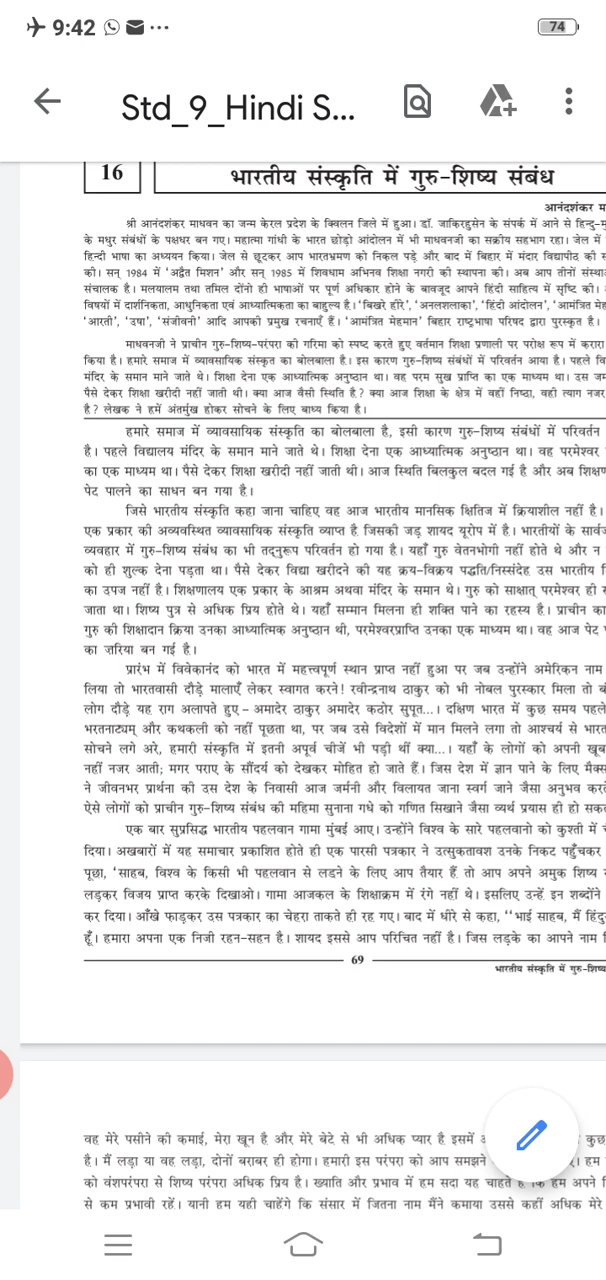 9:42
74
Std_9_Hindi S...
16
भारतीय संस्कृति में गुरु-शिष्य संबंध
आनंदशंकर म
श्री आनंदशंकर माधवन का जन्म केरल प्रदेश के क्विलन जिले में हुआ। डॉ. जाकिरहुसेन के संपर्क में आने से हिन्दु-मु
के मधुर संबंधों के पक्षधर बन गए। महात्मा गांधी के भारत छोड़ो आंदोलन में भी माधवनजी का सक्रीय सहभाग रहा। जेल में
हिन्दी भाषा का अध्ययन किया। जेल से छूटकर आप भारतभ्रमण को निकल पड़े और बाद में बिहार में मंदार विद्यापीठ की स
की। सन् 1984 में 'अद्वैत मिशन' और सन् 1985 में शिवधाम अभिनव शिक्षा नगरी की स्थापना की। अब आप तीनों संस्था
संचालक है। मलयालम तथा तमिल दोंनो ही भाषाओं पर पूर्ण अधिकार होने के बावजूद आपने हिंदी साहित्य में सृष्टि की।
विषयों में दार्शनिकता, आधुनिकता एवं आध्यात्मिकता का बाहुल्य है। 'बिखरे हीरे', 'अनलशलाका', 'हिंदी आंदोलन', 'आमंत्रित मेह
'आरती', 'उषा', 'संजीवनी' आदि आपकी प्रमुख रचनाएँ हैं। 'आमंत्रित मेहमान' बिहार राष्ट्रभाषा परिषद द्वारा पुरस्कृत है।
माधवनजी ने प्राचीन गुरु-शिष्य-परंपरा की गरिमा को स्पष्ट करते हुए वर्तमान शिक्षा प्रणाली पर परोक्ष रूप में करारा
किया है। हमारे समाज में व्यावसायिक संस्कृत का बोलबाला है। इस कारण गुरु-शिष्य संबंधों में परिवर्तन आया है। पहले वि
मंदिर के समान माने जाते थे। शिक्षा देना एक आध्यात्मिक अनुष्ठान था। वह परम सुख प्राप्ति का एक माध्यम था। उस जम
पैसे देकर शिक्षा खरीदी नहीं जाती थी। क्या आज वैसी स्थिति है? क्या आज शिक्षा के क्षेत्र में वहीं निष्ठा, वही त्याग नजर
है? लेखक ने हमें अंतर्मुख होकर सोचने के लिए बाध्य किया है।
हमारे समाज में व्यावसायिक संस्कृति का बोलबाला है, इसी कारण गुरु-शिष्य संबंधों में परिवर्तन
है। पहले विद्यालय मंदिर के समान माने जाते थे। शिक्षा देना एक आध्यात्मिक अनुष्ठान था। वह परमेश्वर
का एक माध्यम था। पैसे देकर शिक्षा खरीदी नहीं जाती थी। आज स्थिति बिलकुल बदल गई है और अब शिक्षण
पेट पालने का साधन बन गया है।
जिसे भारतीय संस्कृति कहा जाना चाहिए वह आज भारतीय मानसिक क्षितिज में क्रियाशील नहीं है।
एक प्रकार की अव्यवस्थित व्यावसायिक संस्कृति व्याप्त है जिसकी जड़ शायद यूरोप में है। भारतीयों के सार्वज
व्यवहार में गुरु-शिष्य संबंध का भी तद्नुरूप परिवर्तन हो गया है। यहाँ गुरु वेतनभोगी नहीं होते थे और न
को ही शुल्क देना पड़ता था। पैसे देकर विद्या खरीदने की यह क्रय-विक्रय पद्धति/निस्संदेह उस भारतीय
का उपज नहीं है। शिक्षणालय एक प्रकार के आश्रम अथवा मंदिर के समान थे। गुरु को साक्षात् परमेश्वर ही स
जाता था। शिष्य पुत्र से अधिक प्रिय होते थे। यहाँ सम्मान मिलना ही शक्ति पाने का रहस्य है। प्राचीन का
गुरु की शिक्षादान क्रिया उनका आध्यात्मिक अनुष्ठान थी, परमेश्वरप्राप्ति उनका एक माध्यम था। वह आज पेट प
का ज़रिया बन गई है।
प्रारंभ में विवेकानंद को भारत में महत्त्वपूर्ण स्थान प्राप्त नहीं हुआ पर जब उन्होंने अमेरिकन नाम
लिया तो भारतवासी दौड़े मालाएँ लेकर स्वागत करने! रवीन्द्रनाथ ठाकुर को भी नोबल पुरस्कार मिला तो बं
लोग दौड़े यह राग अलापते हुए - अमादेर ठाकुर अमादेर कठोर सुपूत...। दक्षिण भारत में कुछ समय पहले
भरतनाट्यम् और कथकली को नहीं पूछता था, पर जब उसे विदेशों में मान मिलने लगा तो आश्चर्य से भारत
सोचने लगे अरे, हमारी संस्कृति में इतनी अपूर्व चीजें भी पड़ी थीं क्या...। यहाँ के लोगों को अपनी खूब
नहीं नजर आती; मगर पराए के सौंदर्य को देखकर मोहित हो जाते हैं। जिस देश में ज्ञान पाने के लिए मैक्स
ने जीवनभर प्रार्थना की उस देश के निवासी आज जर्मनी और विलायत जाना स्वर्ग जाने जैसा अनुभव करते
ऐसे लोगों को प्राचीन गुरु-शिष्य संबंध की महिमा सुनाना गधे को गणित सिखाने जैसा व्यर्थ प्रयास ही हो सक
एक बार सुप्रसिद्ध भारतीय पहलवान गामा मुंबई आए। उन्होंने विश्व के सारे पहलवानो को कुश्ती में
दिया। अखबारों में यह समाचार प्रकाशित होते ही एक पारसी पत्रकार ने उत्सुकतावश उनके निकट पहुँचकर
पूछा, 'साहब, विश्व के किसी भी पहलवान से लडने के लिए आप तैयार हैं तो आप अपने अमुक शिष्य
लड़कर विजय प्राप्त करके दिखाओ। गामा आजकल के शिक्षाक्रम में रंगे नहीं थे। इसलिए उन्हें इन शब्दोंने
कर दिया। आँखे फाड़कर उस पत्रकार का चेहरा ताकते ही रह गए। बाद में धीरे से कहा, ''भाई साहब, मैं हिंदु
हूँ। हमारा अपना एक निजी रहन-सहन है। शायद इससे आप परिचित नहीं है। जिस लड़के का आपने नाम
69
भारतीय संस्कृति में गुरु-शिष्य
वह मेरे पसीने की कमाई, मेरा खून है और मेरे बेटे से भी अधिक प्यार है इसमें कुछ
है। मैं लड़ा या वह लड़ा, दोनों बराबर ही होगा। हमारी इस परंपरा को आप समझने हम
को वंशपरंपरा से शिष्य परंपरा अधिक प्रिय है। ख्याति और प्रभाव में हम सदा यह चाहते है कि हम अपने
से कम प्रभावी रहें। यानी हम यही चाहेंगे कि संसार में जितना नाम मैंने कमाया उससे कहीं अधिक मेरे